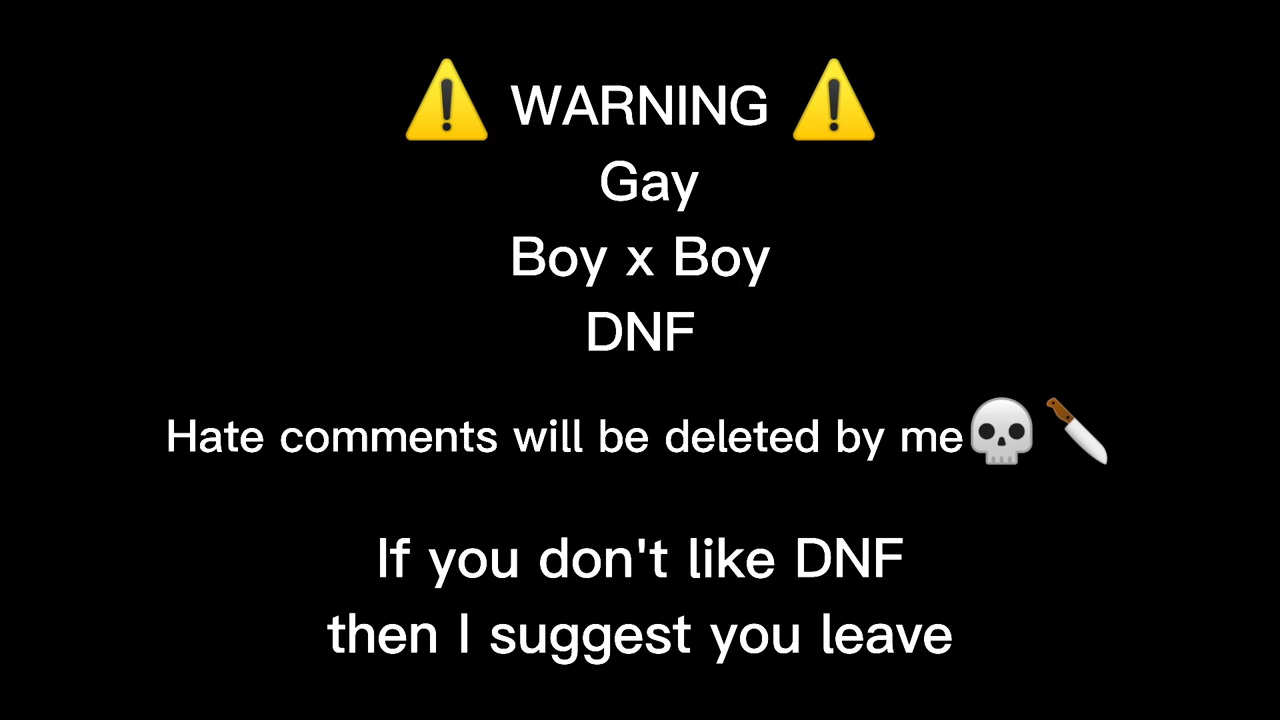 ⚠️ WARNING ⚠️
Gay
Boy x Boy
DNF
Hate comments will be deleted by me💀🔪
If you don't like DNF
then I suggest you leave